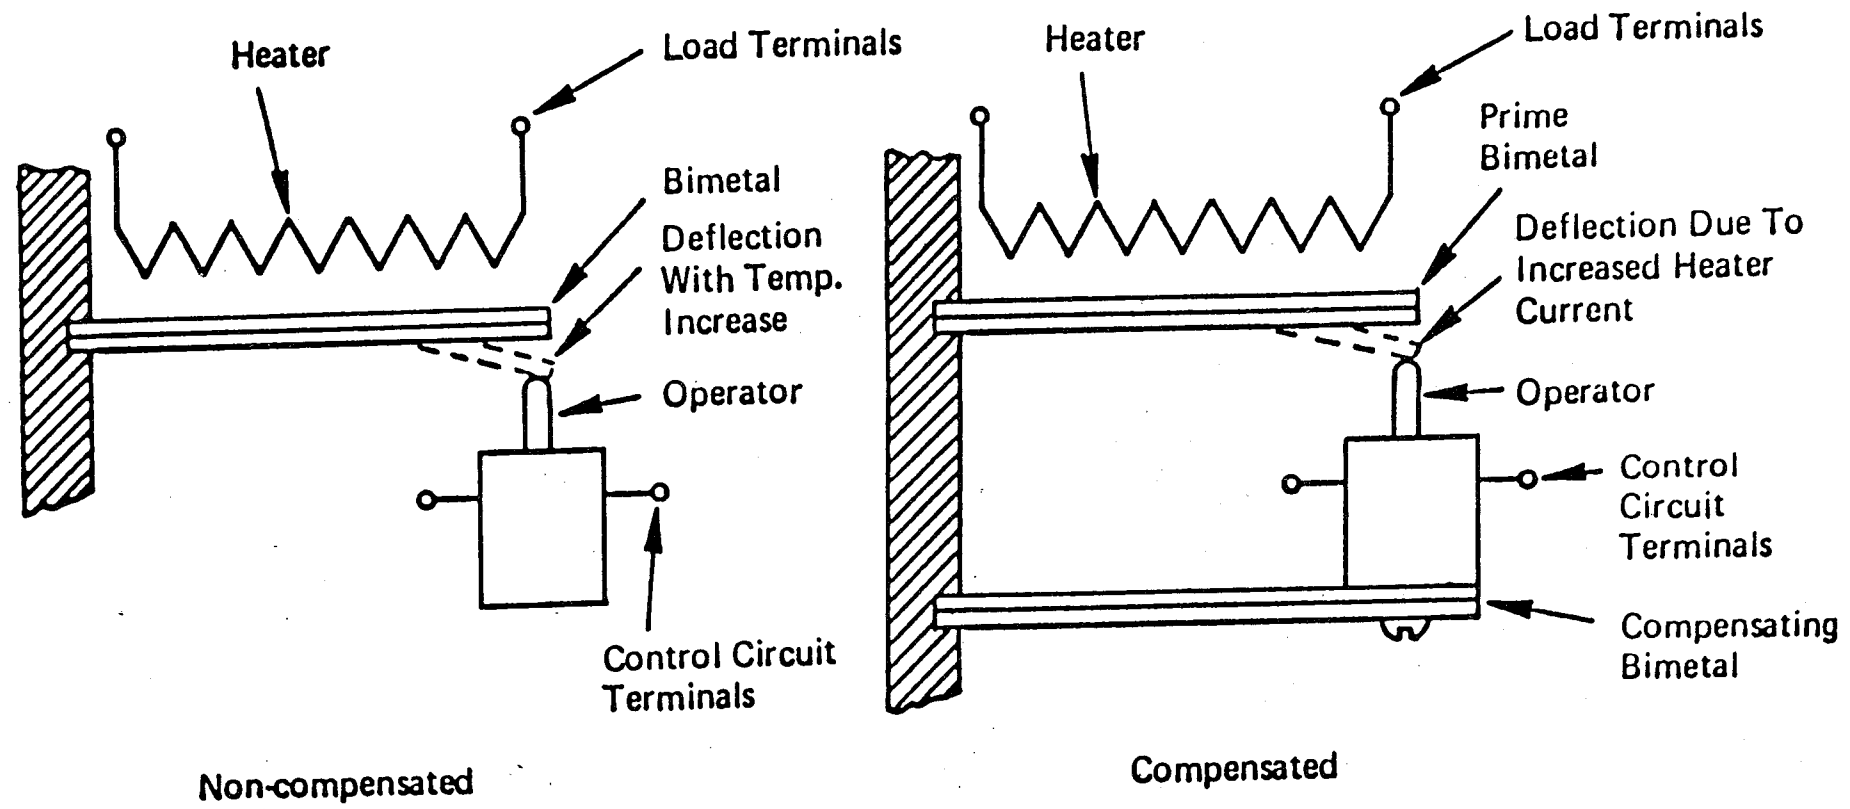 Heater
Load Terminals
Bimetal
Deflection
With Temp.
Increase
Operator
Control Circuit
Terminals
Non-compensated
Heater
Load Terminals
Prime
Bimetal
Deflection Due To
Increased Heater
Current
Operator
Control
Circuit
Terminals
Compensating
Bimetal
Compensated